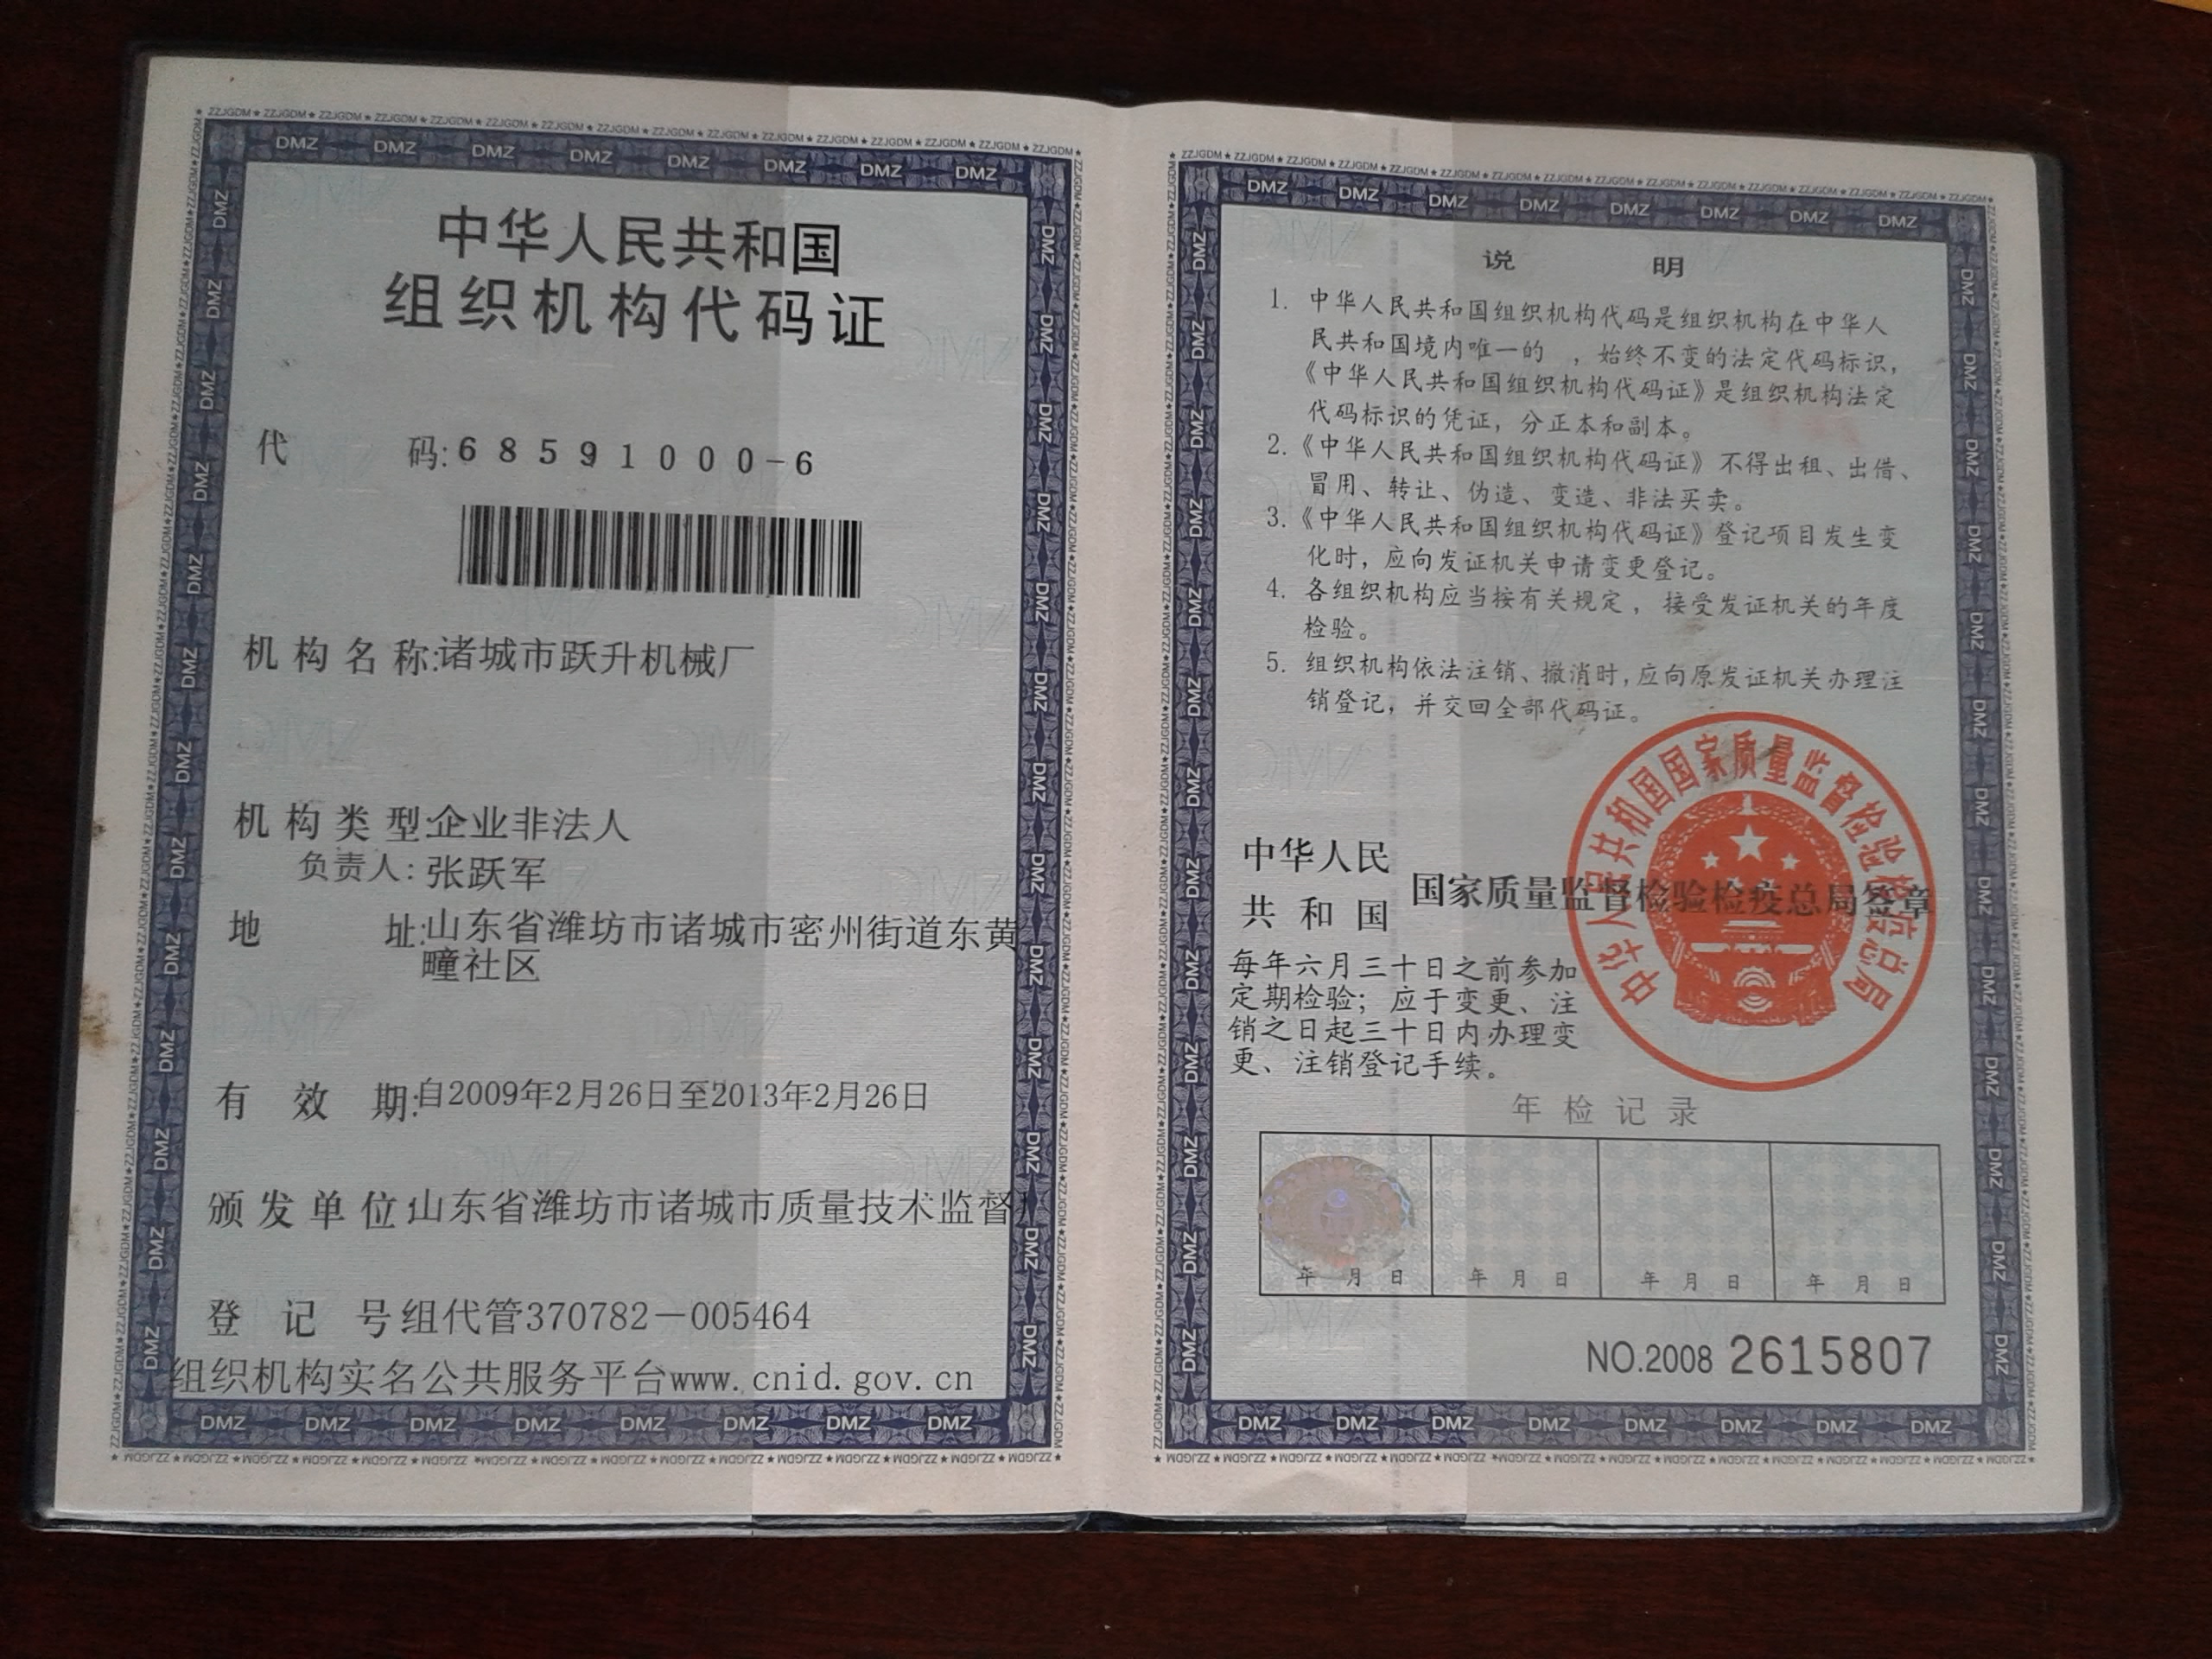 中华人民共和国
组织机构代码证
代 码:68591000-6
机构名称:诸城市跃升机械厂
机构类型:企业非法人
负责人:张跃军
地 址:山东省潍坊市诸城市密州街道东黄
疃社区
有 效 期:自2009年2月26日至2013年2月26日
颁发单位:山东省潍坊市诸城市质量技术监督
登 记 号组代管370782-005464
组织机构实名公共服务平台www.cnid.gov.cn
说 明
1. 中华人民共和国组织机构代码是组织机构在中华人
民共和国境内唯一的 ,始终不变的法定代码标识,
《中华人民共和国组织机构代码证》是组织机构法定
代码标识的凭证,分正本和副本。
2.《中华人民共和国组织机构代码证》不得出租、出借、
冒用、转让、伪造、变造、非法买卖。
3.《中华人民共和国组织机构代码证》登记项目发生变
化时,应向发证机关申请变更登记。
4. 各组织机构应当按有关规定,接受发证机关的年度
检验。
5. 组织机构依法注销、撤消时,应向原发证机关办理注
销登记,并交回全部代码证。
中华人民共和国国家质量监督检验检疫总局
中华人民
共 和 国
国家质量监督检验检疫总局签章
每年六月三十日之前参加
定期检验;应于变更、注
销之日起三十日内办理变
更、注销登记手续。
年检记录
年 月 日 年 月 日 年 月 日 年 月 日
NO.2008 2615807